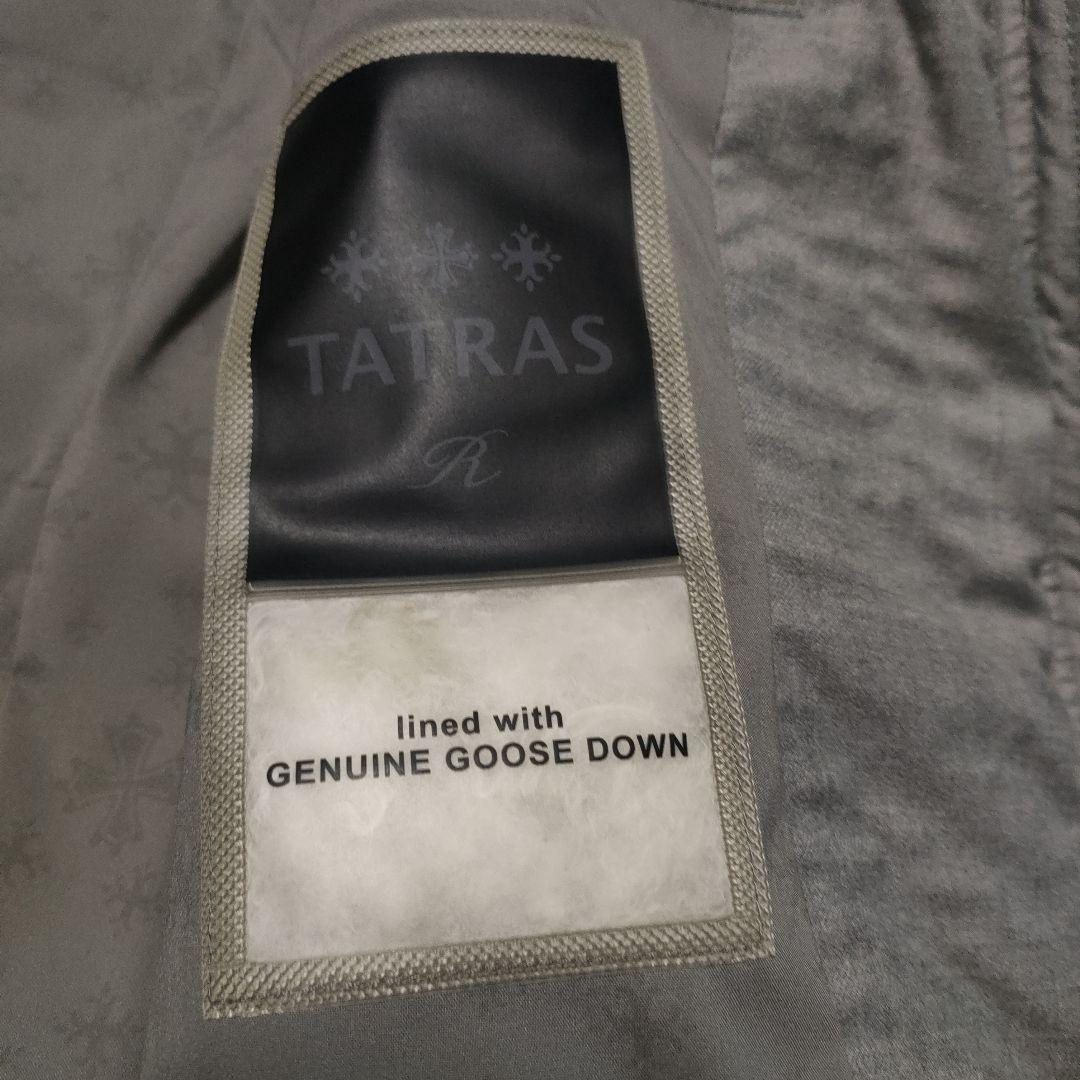 TATRAS
R
lined with
GENUINE GOOSE DOWN